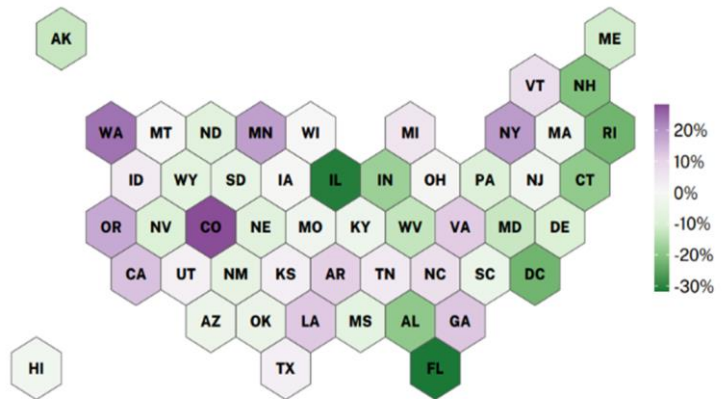 AK ME
VT NH
WA MT ND MN WI MI NY MA RI
ID WY SD IA IL IN OH PA NJ CT
OR NV CO NE MO KY WV VA MD DE
CA UT NM KS AR TN NC SC DC
AZ OK LA MS AL GA
HI TX FL
20%
10%
0%
-10%
-20%
-30%